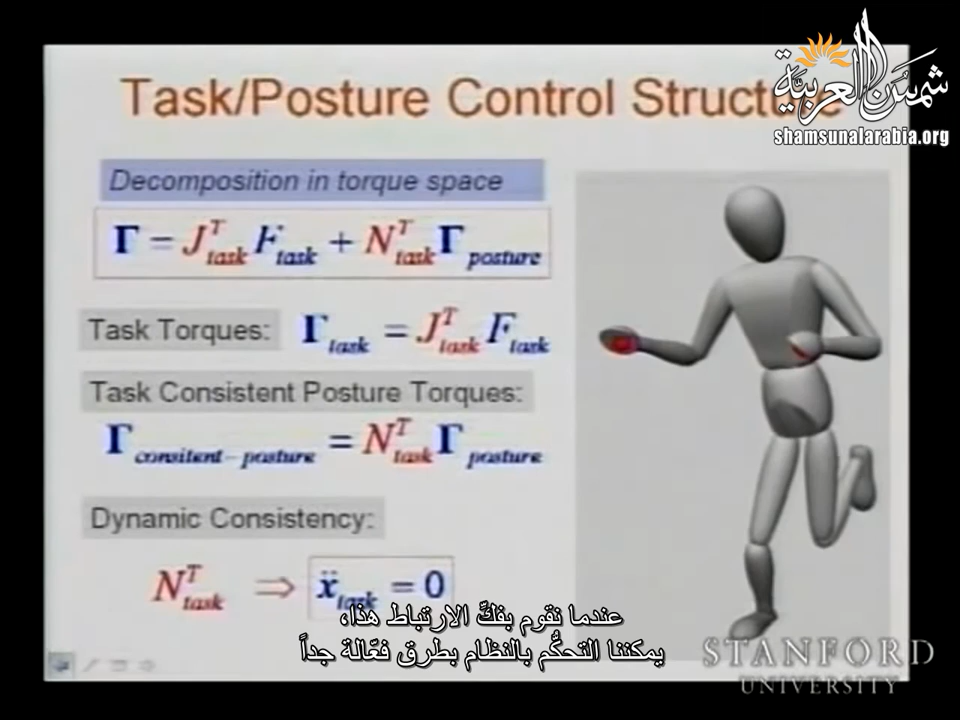 شمس العربية
shamsunalarabia.org
Task/Posture Control Structure
Decomposition in torque space
Γ = J^T_task F_task + N^T_task Γ_posture
Task Torques: Γ_task = J^T_task F_task
Task Consistent Posture Torques:
Γ_consitent-posture = N^T_task Γ_posture
Dynamic Consistency:
N^T_task ⇒ ẍ_task = 0
عندما نقوم بفكِّ الارتباط هذا،
يمكننا التحكُّم بالنظام بطرق فعّالة جداً
STANFORD
UNIVERSITY